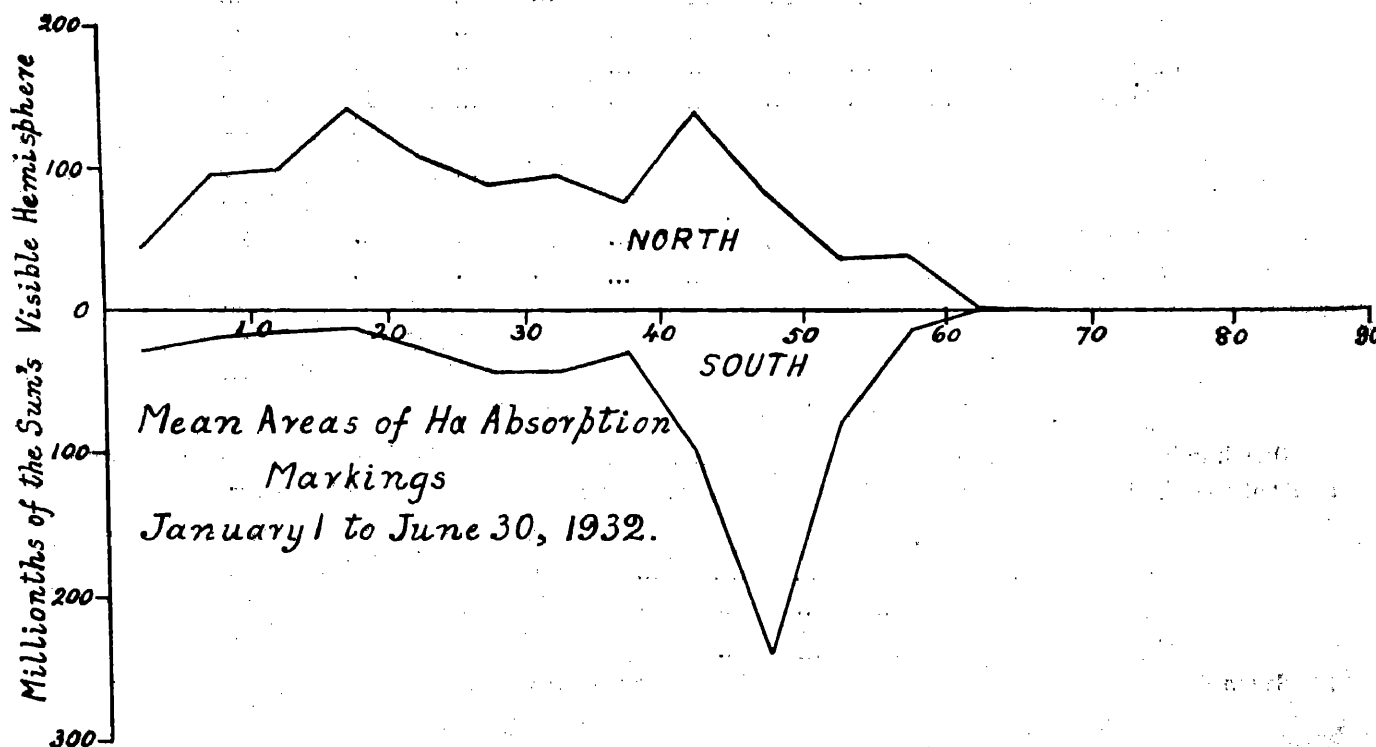 200
100
0
100
200
300
Millionths of the Sun's Visible Hemisphere
NORTH
10 20 30 40 50 60 70 80 90
SOUTH
Mean Areas of Hα Absorption
Markings
January 1 to June 30, 1932.